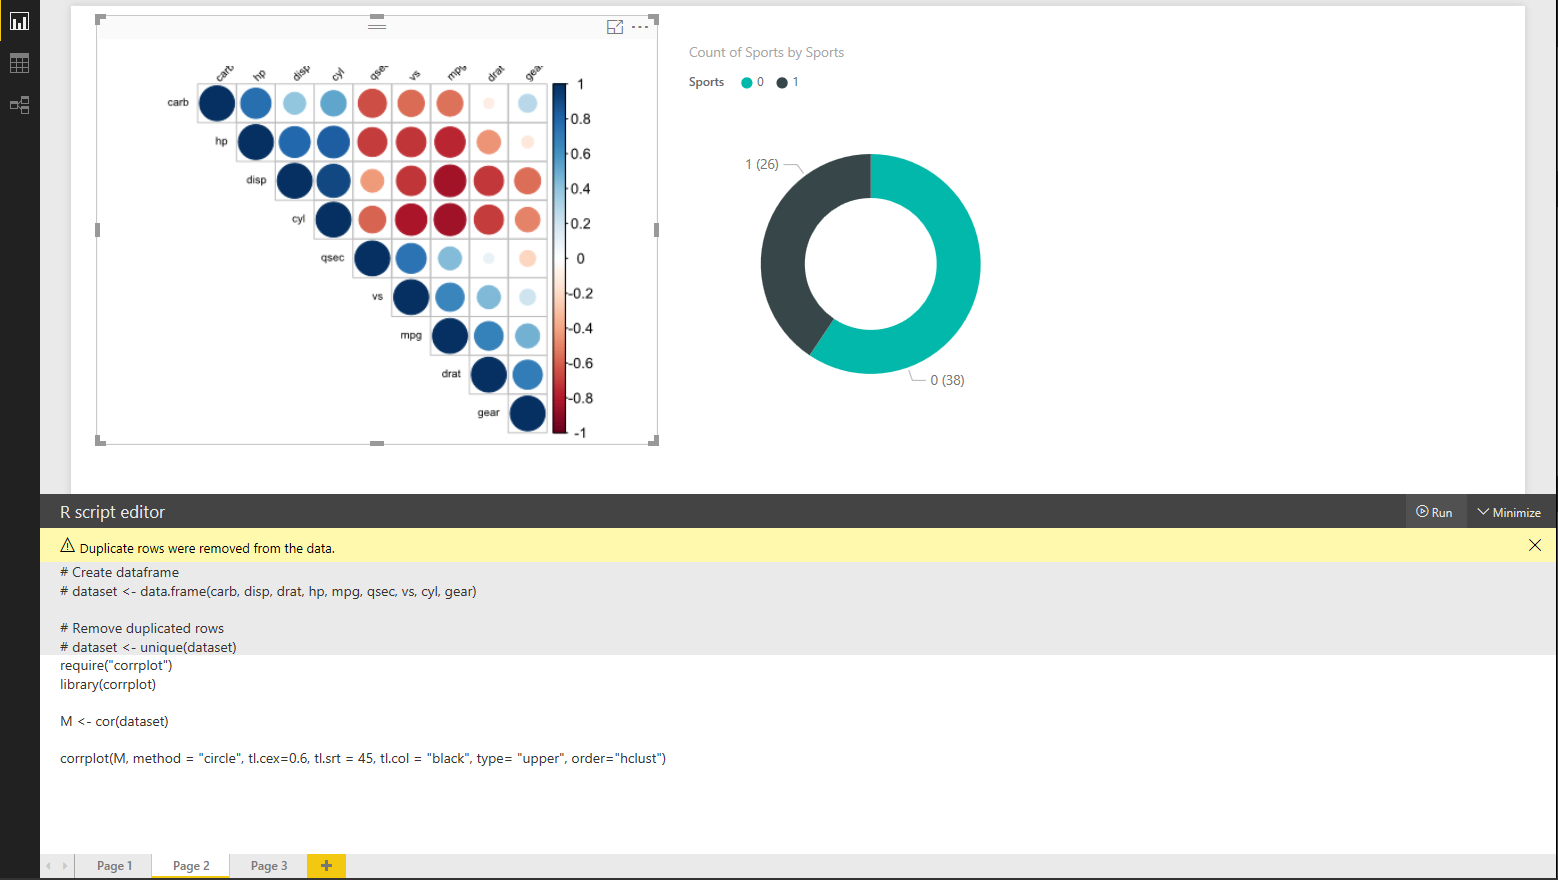 Count of Sports by Sports
Sports 0 1
carb hp disp cyl qsec vs mpg drat gear
carb
hp
disp
cyl
qsec
vs
mpg
drat
gear
1
0.8
0.6
0.4
0.2
0
-0.2
-0.4
-0.6
-0.8
-1
1 (26)
0 (38)
R script editor
Run
Minimize
Duplicate rows were removed from the data.
# Create dataframe
# dataset <- data.frame(carb, disp, drat, hp, mpg, qsec, vs, cyl, gear)
# Remove duplicated rows
# dataset <- unique(dataset)
require("corrplot")
library(corrplot)
M <- cor(dataset)
corrplot(M, method = "circle", tl.cex=0.6, tl.srt = 45, tl.col = "black", type= "upper", order="hclust")
Page 1
Page 2
Page 3